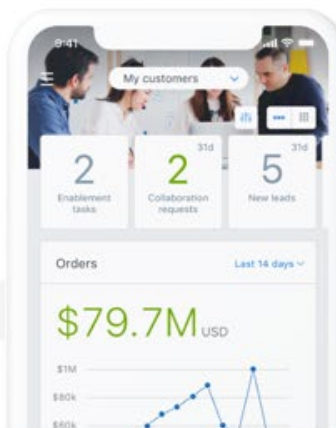 9:41
My customers
31d
31d
2
2
5
Enablement
tasks
Collaboration
requests
New leads
Orders
Last 14 days
$79.7M USD
$1M
$80k
$60k